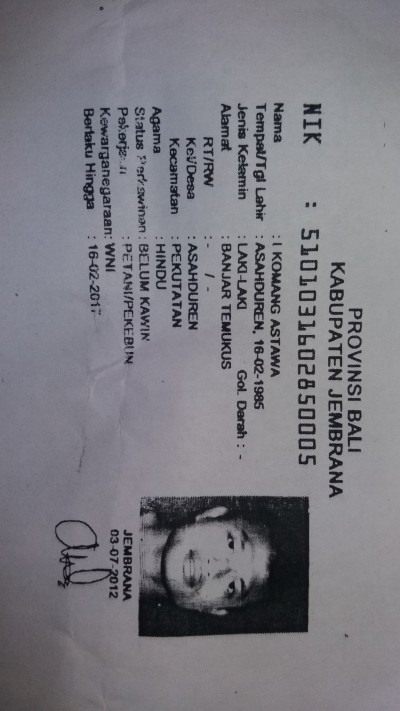 PROVINSI BALI
KABUPATEN JEMBRANA
NIK : 5101031602850005
Nama : I KOMANG ASTAWA
Tempat/Tgl Lahir : ASAHDUREN, 16-02-1985
Jenis Kelamin : LAKI-LAKI Gol. Darah : -
Alamat : BANJAR TEMUKUS
RT/RW : - / -
Kel/Desa : ASAHDUREN
Kecamatan : PEKUTATAN
Agama : HINDU
Status Perkawinan : BELUM KAWIN
Pekerjaan : PETANI/PEKEBUN
Kewarganegaraan: WNI
Berlaku Hingga : 16-02-2017
JEMBRANA
03-07-2012